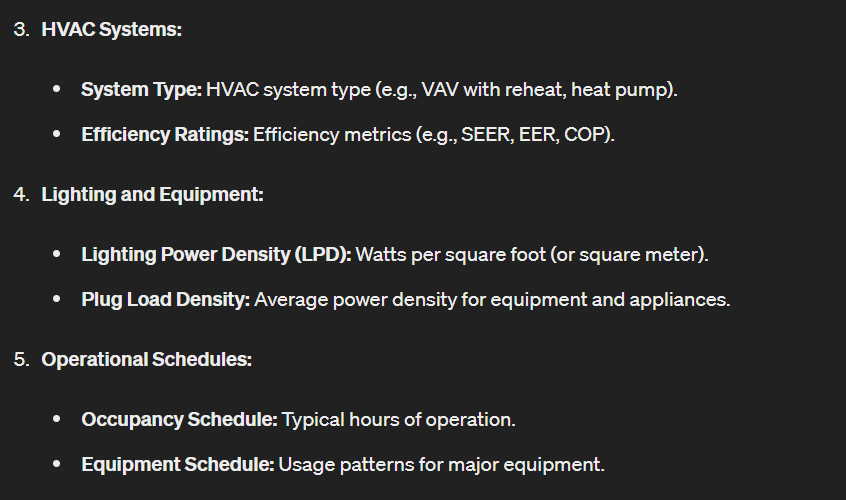 3. HVAC Systems:
• System Type: HVAC system type (e.g., VAV with reheat, heat pump).
• Efficiency Ratings: Efficiency metrics (e.g., SEER, EER, COP).
4. Lighting and Equipment:
• Lighting Power Density (LPD): Watts per square foot (or square meter).
• Plug Load Density: Average power density for equipment and appliances.
5. Operational Schedules:
• Occupancy Schedule: Typical hours of operation.
• Equipment Schedule: Usage patterns for major equipment.